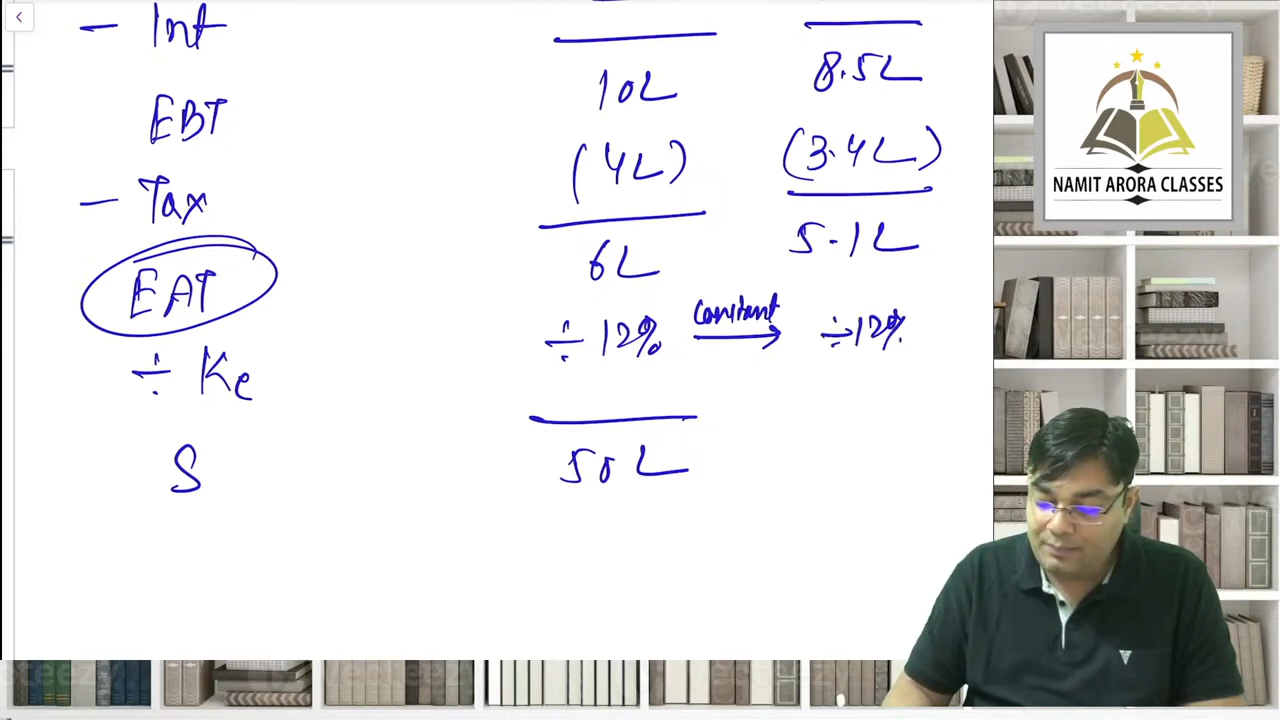 - Int
10L 8.5L
EBT
(4L) (3.4L)
- Tax
6L 5.1L
EAT
÷ 12% constant → ÷12%
÷ Ke
S 50L
NAMIT ARORA CLASSES